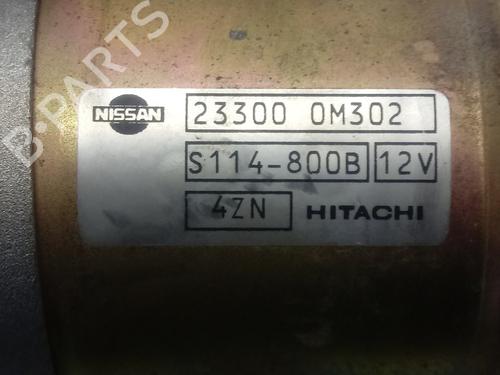 B-PARTS
NISSAN 23300 0M302
S114-800B 12V
4ZN HITACHI